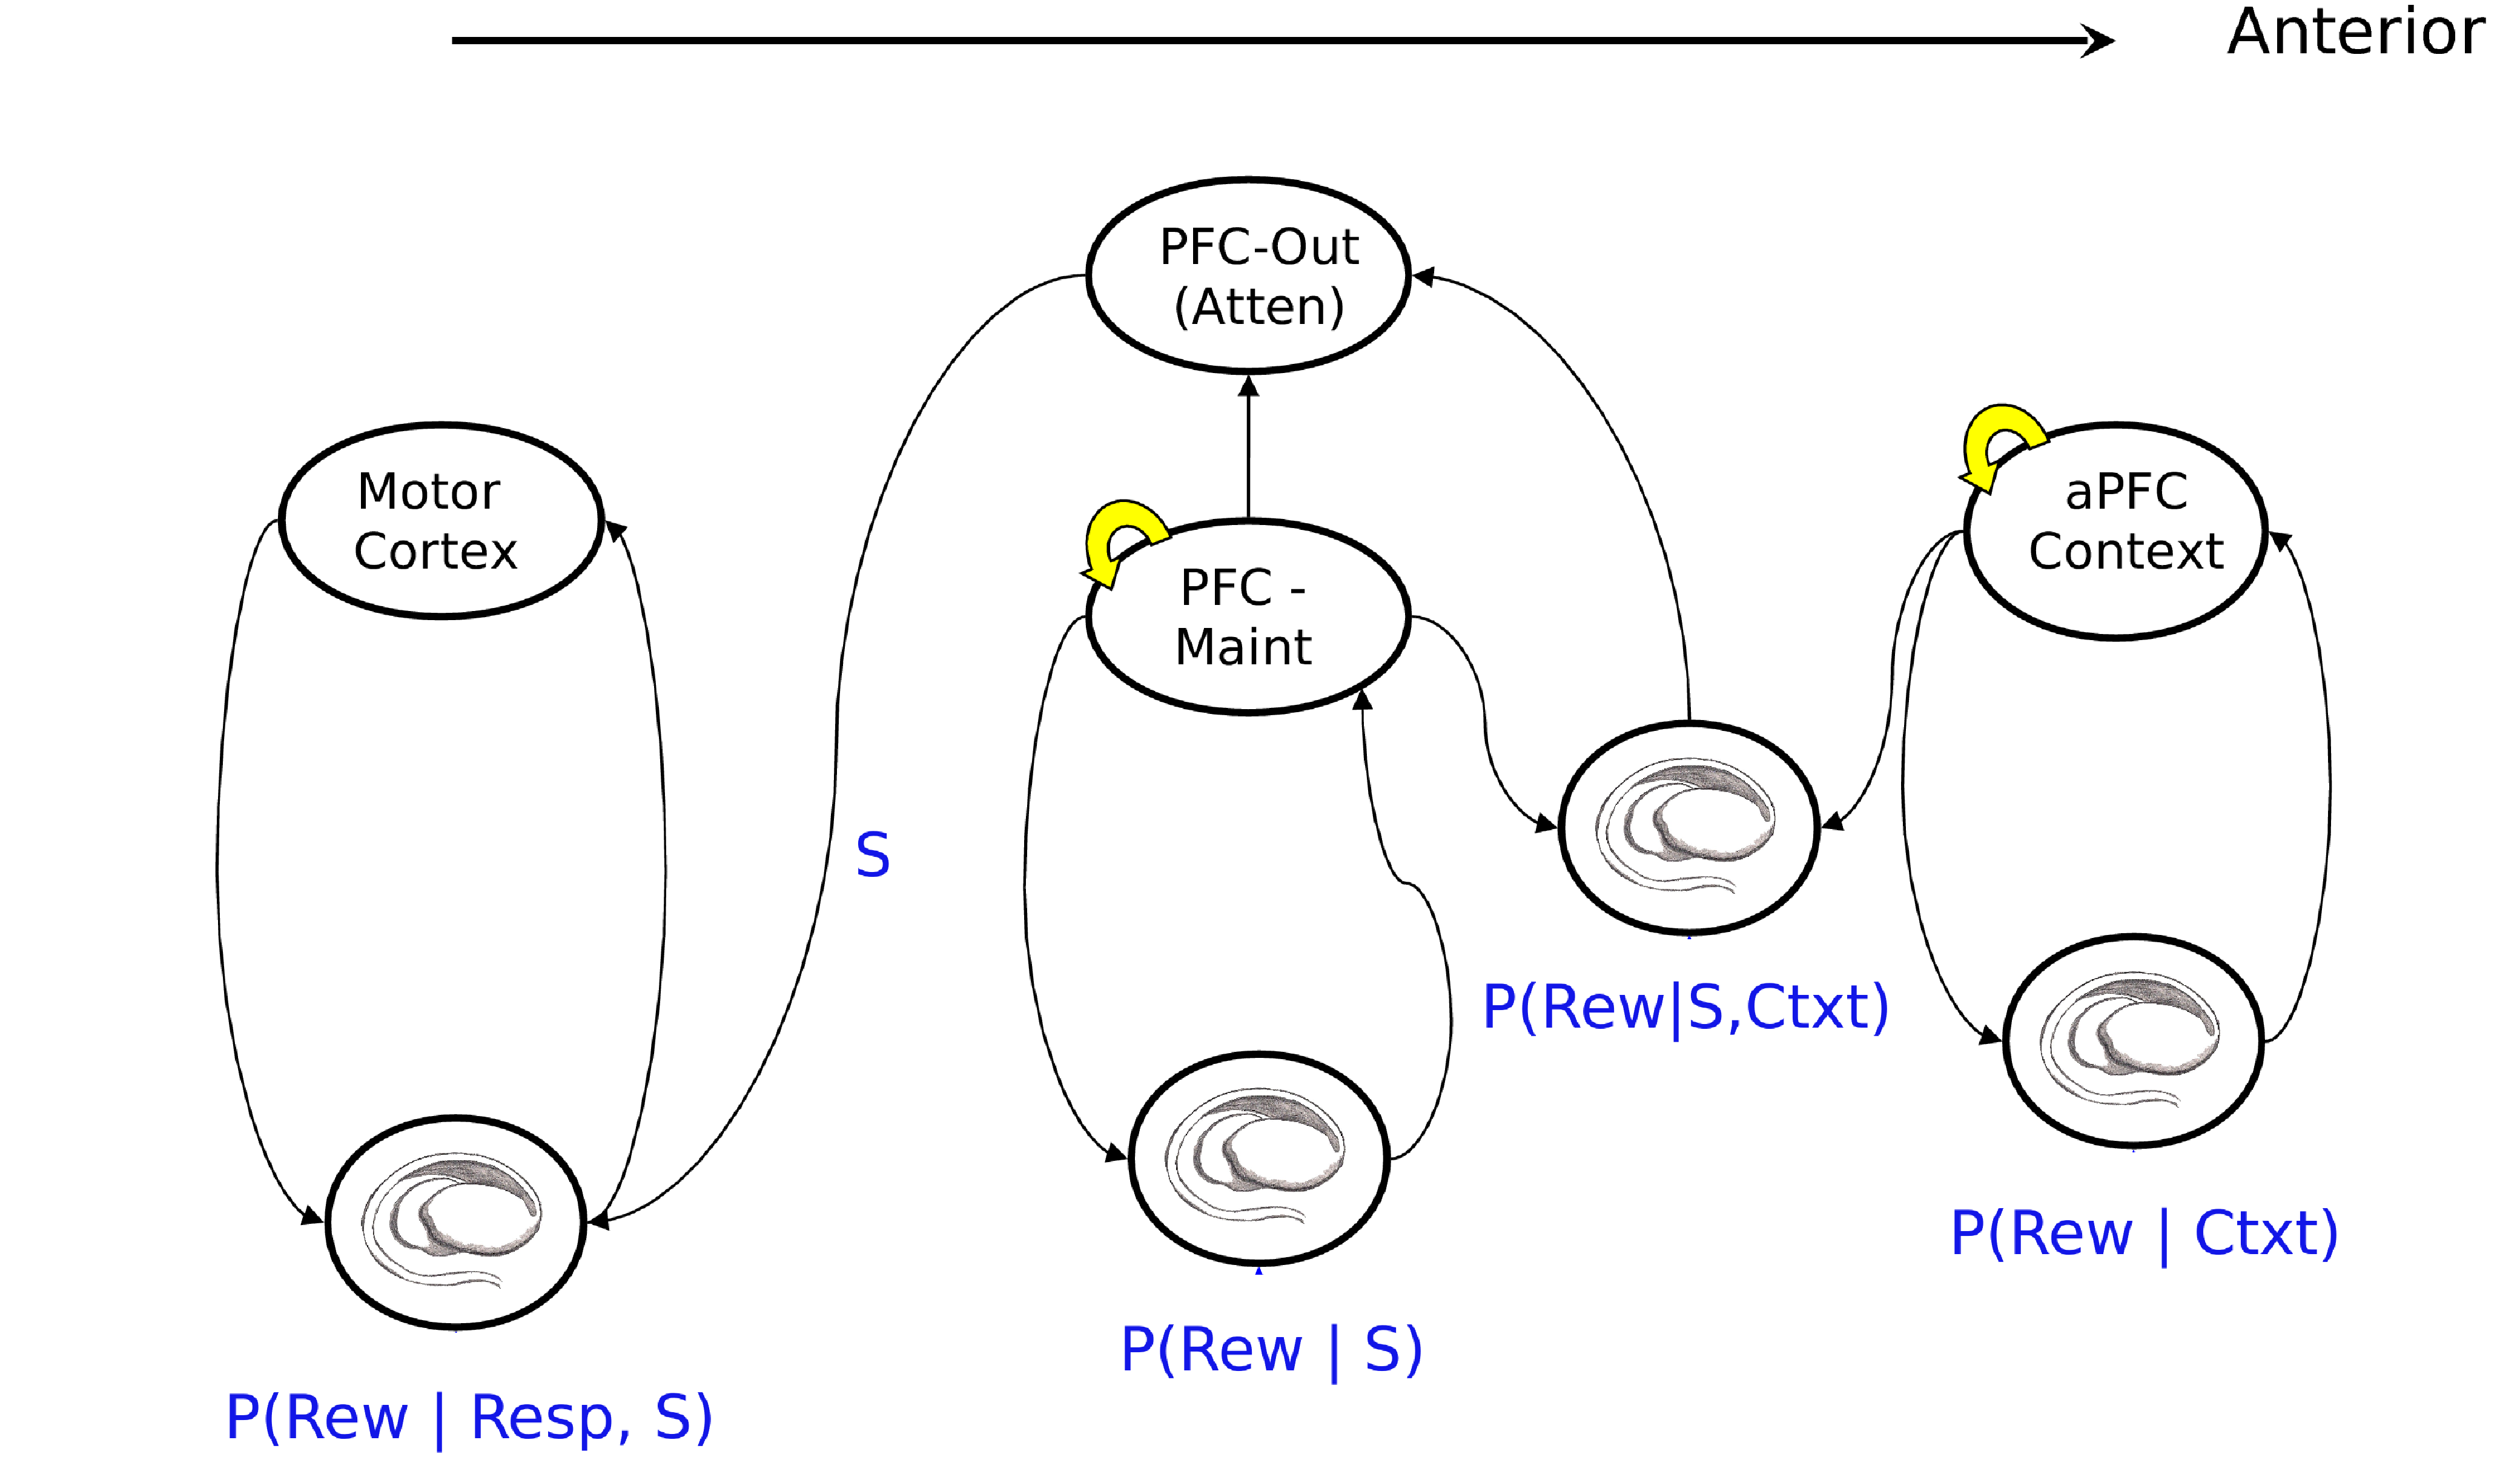 Anterior
PFC-Out
(Atten)
Motor
Cortex
PFC -
Maint
aPFC
Context
S
P(Rew|S,Ctxt)
P(Rew | Ctxt)
P(Rew | S)
P(Rew | Resp, S)